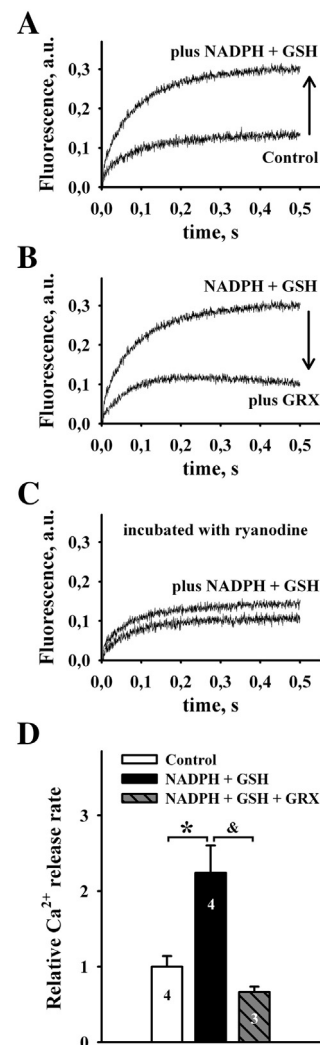 A
Fluorescence, a.u.
0,3
0,2
0,1
0,0
plus NADPH + GSH
Control
0,0 0,1 0,2 0,3 0,4 0,5
time, s
B
Fluorescence, a.u.
0,3
0,2
0,1
0,0
NADPH + GSH
plus GRX
0,0 0,1 0,2 0,3 0,4 0,5
time, s
C
Fluorescence, a.u.
0,3
0,2
0,1
0,0
incubated with ryanodine
plus NADPH + GSH
0,0 0,1 0,2 0,3 0,4 0,5
time, s
D
Relative Ca²⁺ release rate
Control
NADPH + GSH
NADPH + GSH + GRX
3
2
1
0
* &
4
4
3